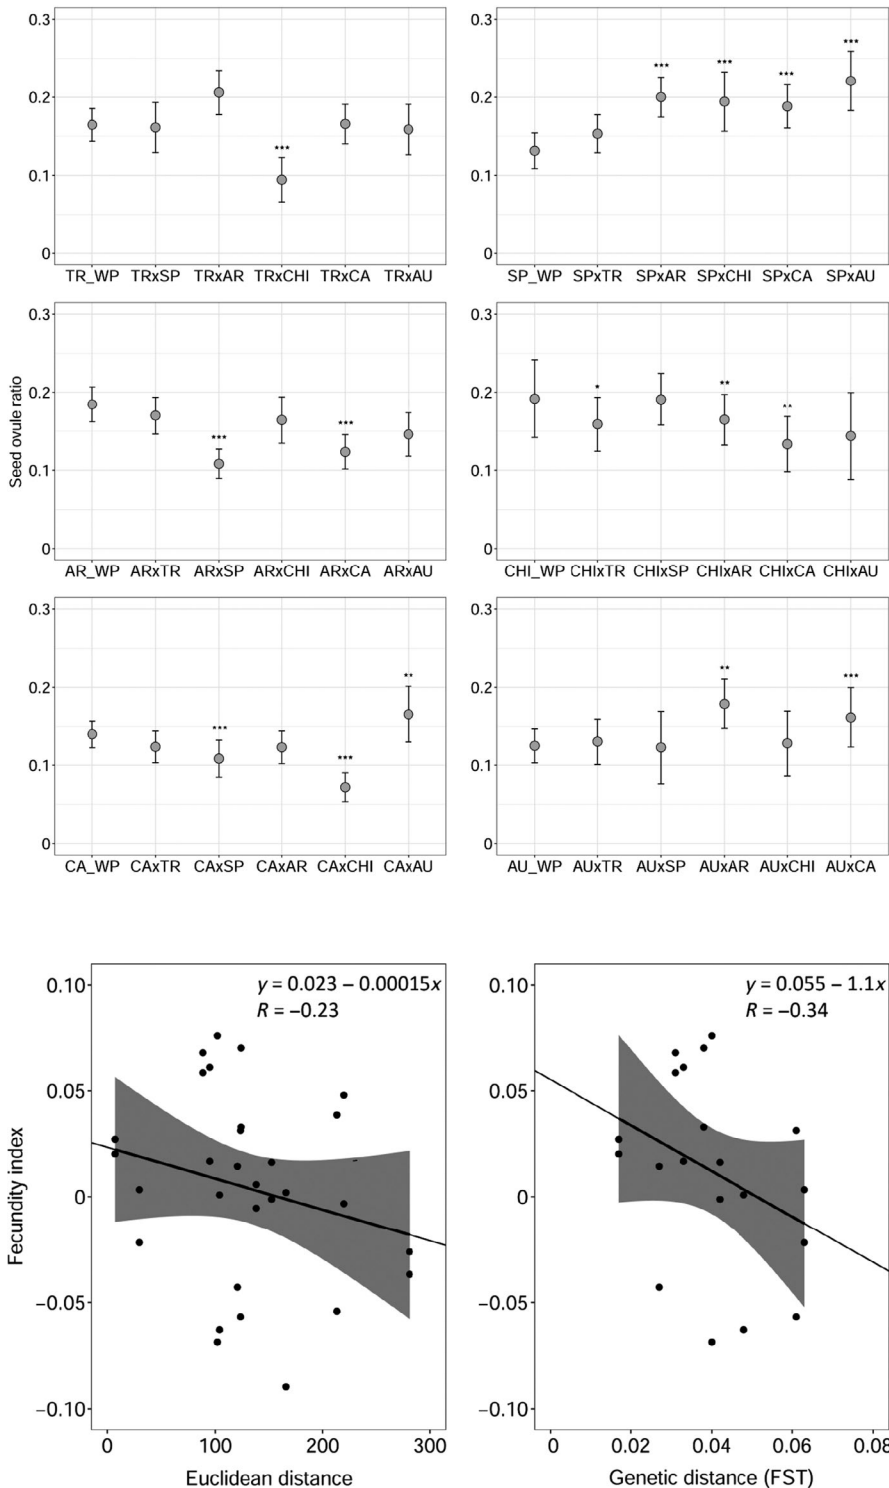 0.3
0.2
0.1
0
***
TR_WP TRxSP TRxAR TRxCHI TRxCA TRxAU
0.3
0.2
0.1
0
*** *** *** ***
SP_WP SPxTR SPxAR SPxCHI SPxCA SPxAU
Seed ovule ratio
0.3
0.2
0.1
0
*** ***
AR_WP ARxTR ARxSP ARxCHI ARxCA ARxAU
0.3
0.2
0.1
0
* ** **
CHI_WP CHIxTR CHIxSP CHIxAR CHIxCA CHIxAU
0.3
0.2
0.1
0
*** *** **
CA_WP CAxTR CAxSP CAxAR CAxCHI CAxAU
0.3
0.2
0.1
0
** ***
AU_WP AUxTR AUxSP AUxAR AUxCHI AUxCA
Fecundity index
0.10
0.05
0
−0.05
−0.10
y = 0.023 − 0.00015x
R = −0.23
0 100 200 300
Euclidean distance
0.10
0.05
0
−0.05
−0.10
y = 0.055 − 1.1x
R = −0.34
0 0.02 0.04 0.06 0.08
Genetic distance (FST)